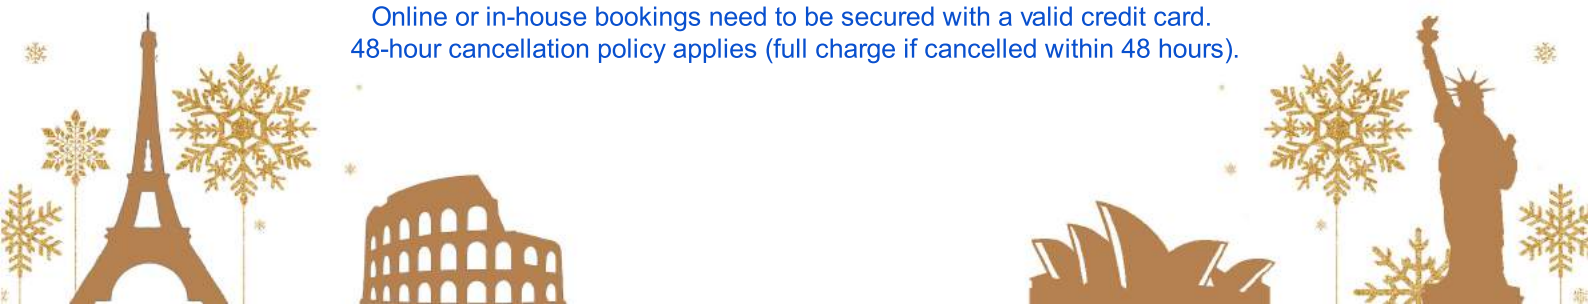 Online or in-house bookings need to be secured with a valid credit card.
48-hour cancellation policy applies (full charge if cancelled within 48 hours).